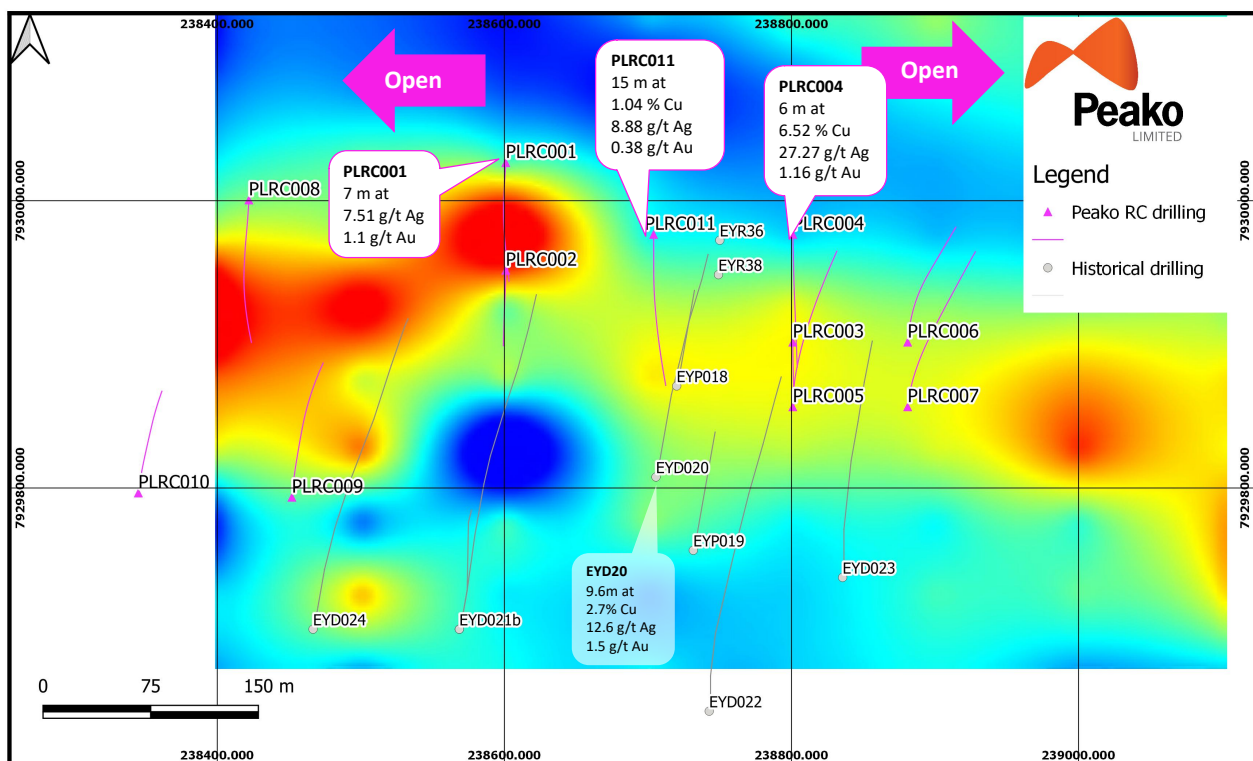 238400.000
238600.000
238800.000
Open
Open
PLRC011
15 m at
1.04 % Cu
8.88 g/t Ag
0.38 g/t Au
PLRC004
6 m at
6.52 % Cu
27.27 g/t Ag
1.16 g/t Au
Peako
LIMITED
Legend
Peako RC drilling
Historical drilling
PLRC001
7 m at
7.51 g/t Ag
1.1 g/t Au
7930000.000
7930000.000
PLRC001
PLRC008
PLRC011
EYR36
PLRC004
PLRC002
EYR38
PLRC003
PLRC006
EYP018
PLRC005
PLRC007
EYD020
PLRC010
PLRC009
7929800.000
7929800.000
EYP019
EYD20
9.6m at
2.7% Cu
12.6 g/t Ag
1.5 g/t Au
EYD023
EYD024
EYD021b
EYD022
0
75
150 m
238400.000
238600.000
238800.000
239000.000